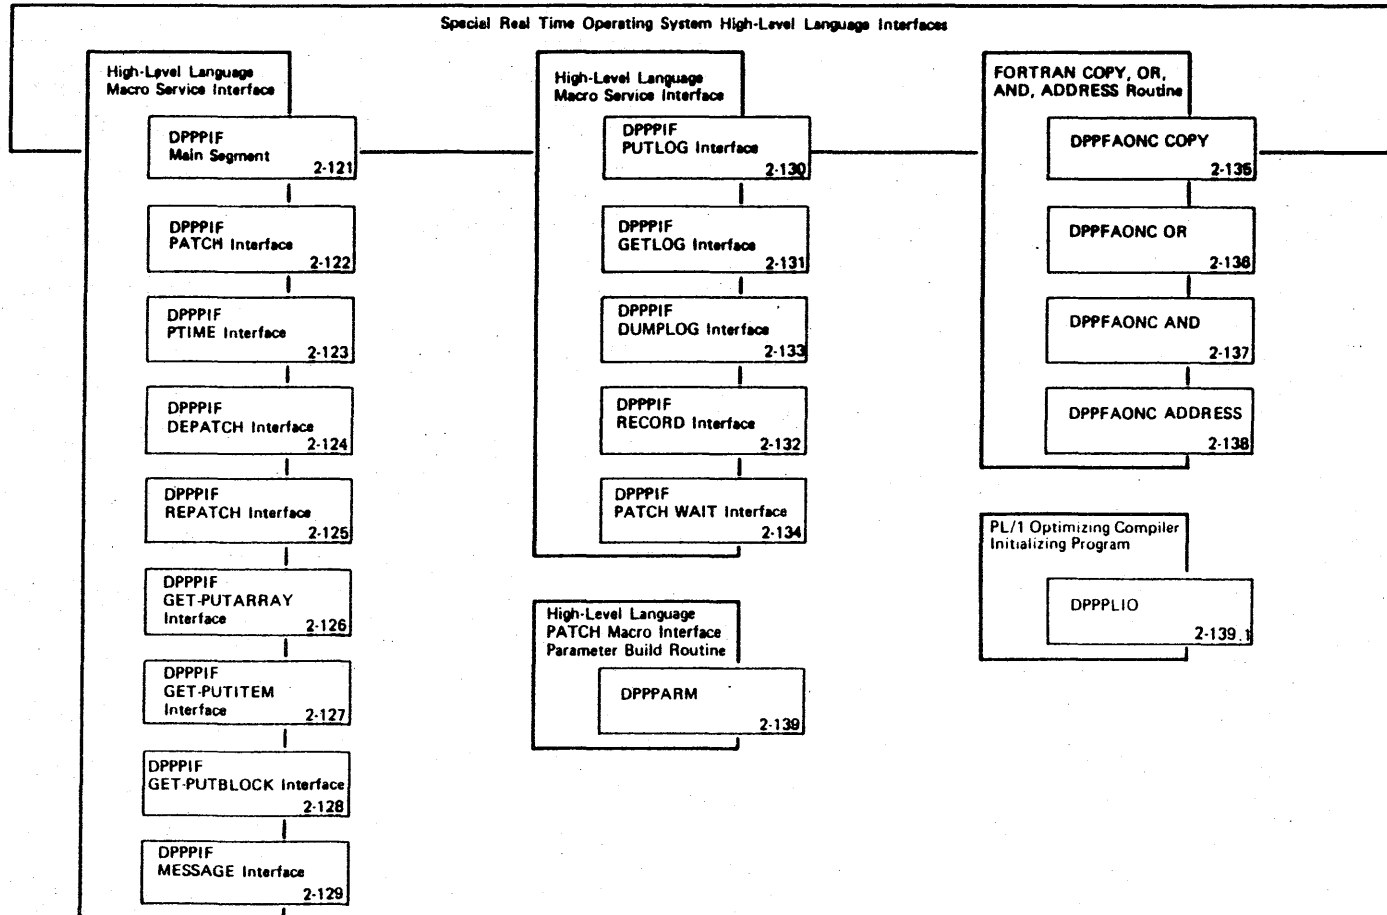 Special Real Time Operating System High-Level Language Interfaces
High-Level Language
Macro Service Interface
DPPPIF
Main Segment
2-121
DPPPIF
PATCH Interface
2-122
DPPPIF
PTIME Interface
2-123
DPPPIF
DEPATCH Interface
2-124
DPPPIF
REPATCH Interface
2-125
DPPPIF
GET-PUTARRAY
Interface
2-126
DPPPIF
GET-PUTITEM
Interface
2-127
DPPPIF
GET-PUTBLOCK Interface
2-128
DPPPIF
MESSAGE Interface
2-129
High-Level Language
Macro Service Interface
DPPPIF
PUTLOG Interface
2-130
DPPPIF
GETLOG Interface
2-131
DPPPIF
DUMPLOG Interface
2-133
DPPPIF
RECORD Interface
2-132
DPPPIF
PATCH WAIT Interface
2-134
High-Level Language
PATCH Macro Interface
Parameter Build Routine
DPPPARM
2-139
FORTRAN COPY, OR,
AND, ADDRESS Routine
DPPFAONC COPY
2-135
DPPFAONC OR
2-136
DPPFAONC AND
2-137
DPPFAONC ADDRESS
2-138
PL/1 Optimizing Compiler
Initializing Program
DPPPLIO
2-139.1